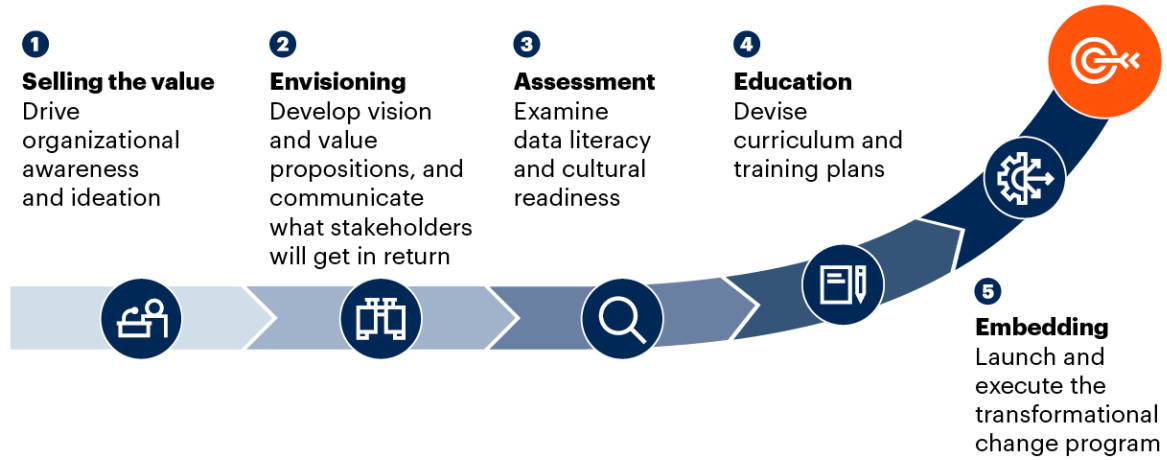 1
Selling the value
Drive
organizational
awareness
and ideation
2
Envisioning
Develop vision
and value
propositions, and
communicate
what stakeholders
will get in return
3
Assessment
Examine
data literacy
and cultural
readiness
4
Education
Devise
curriculum and
training plans
5
Embedding
Launch and
execute the
transformational
change program